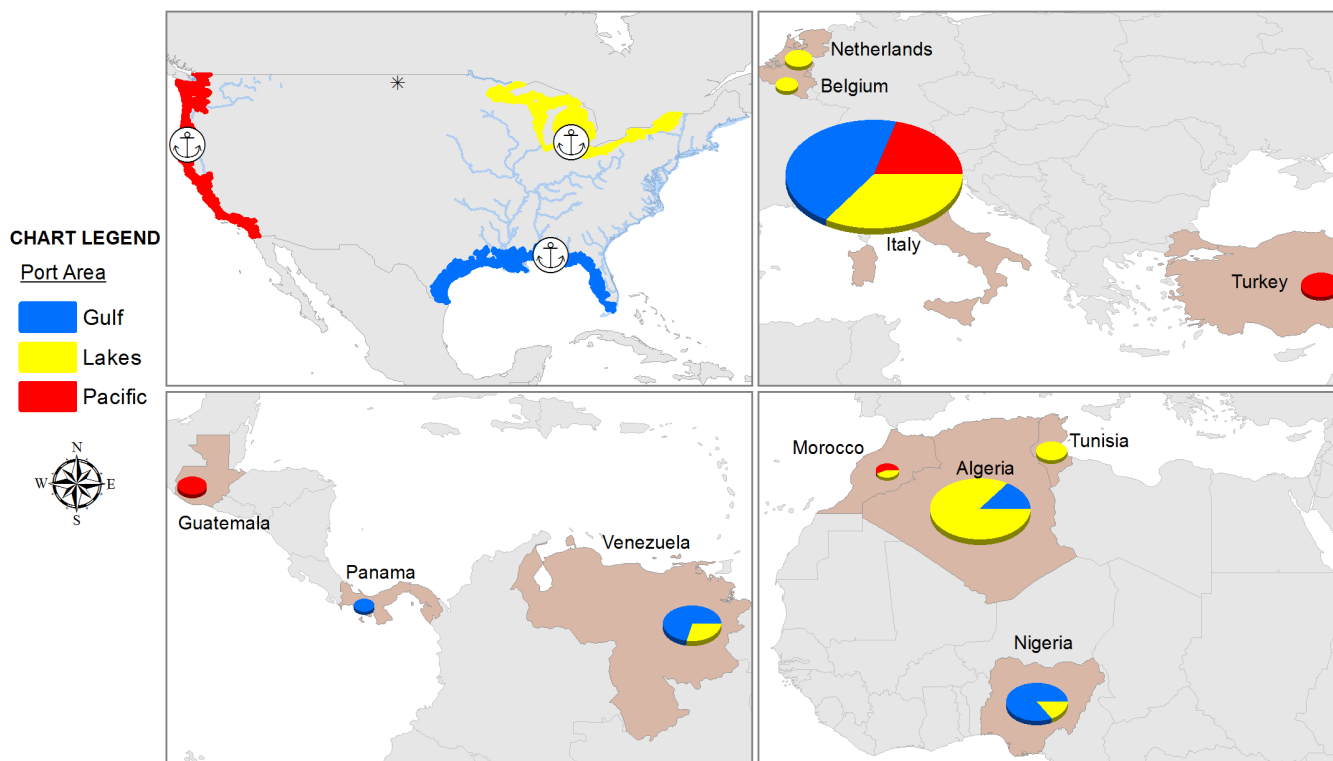 CHART LEGEND
Port Area
Gulf
Lakes
Pacific
N
W
E
S
Netherlands
Belgium
Italy
Turkey
Guatemala
Panama
Venezuela
Morocco
Algeria
Tunisia
Nigeria